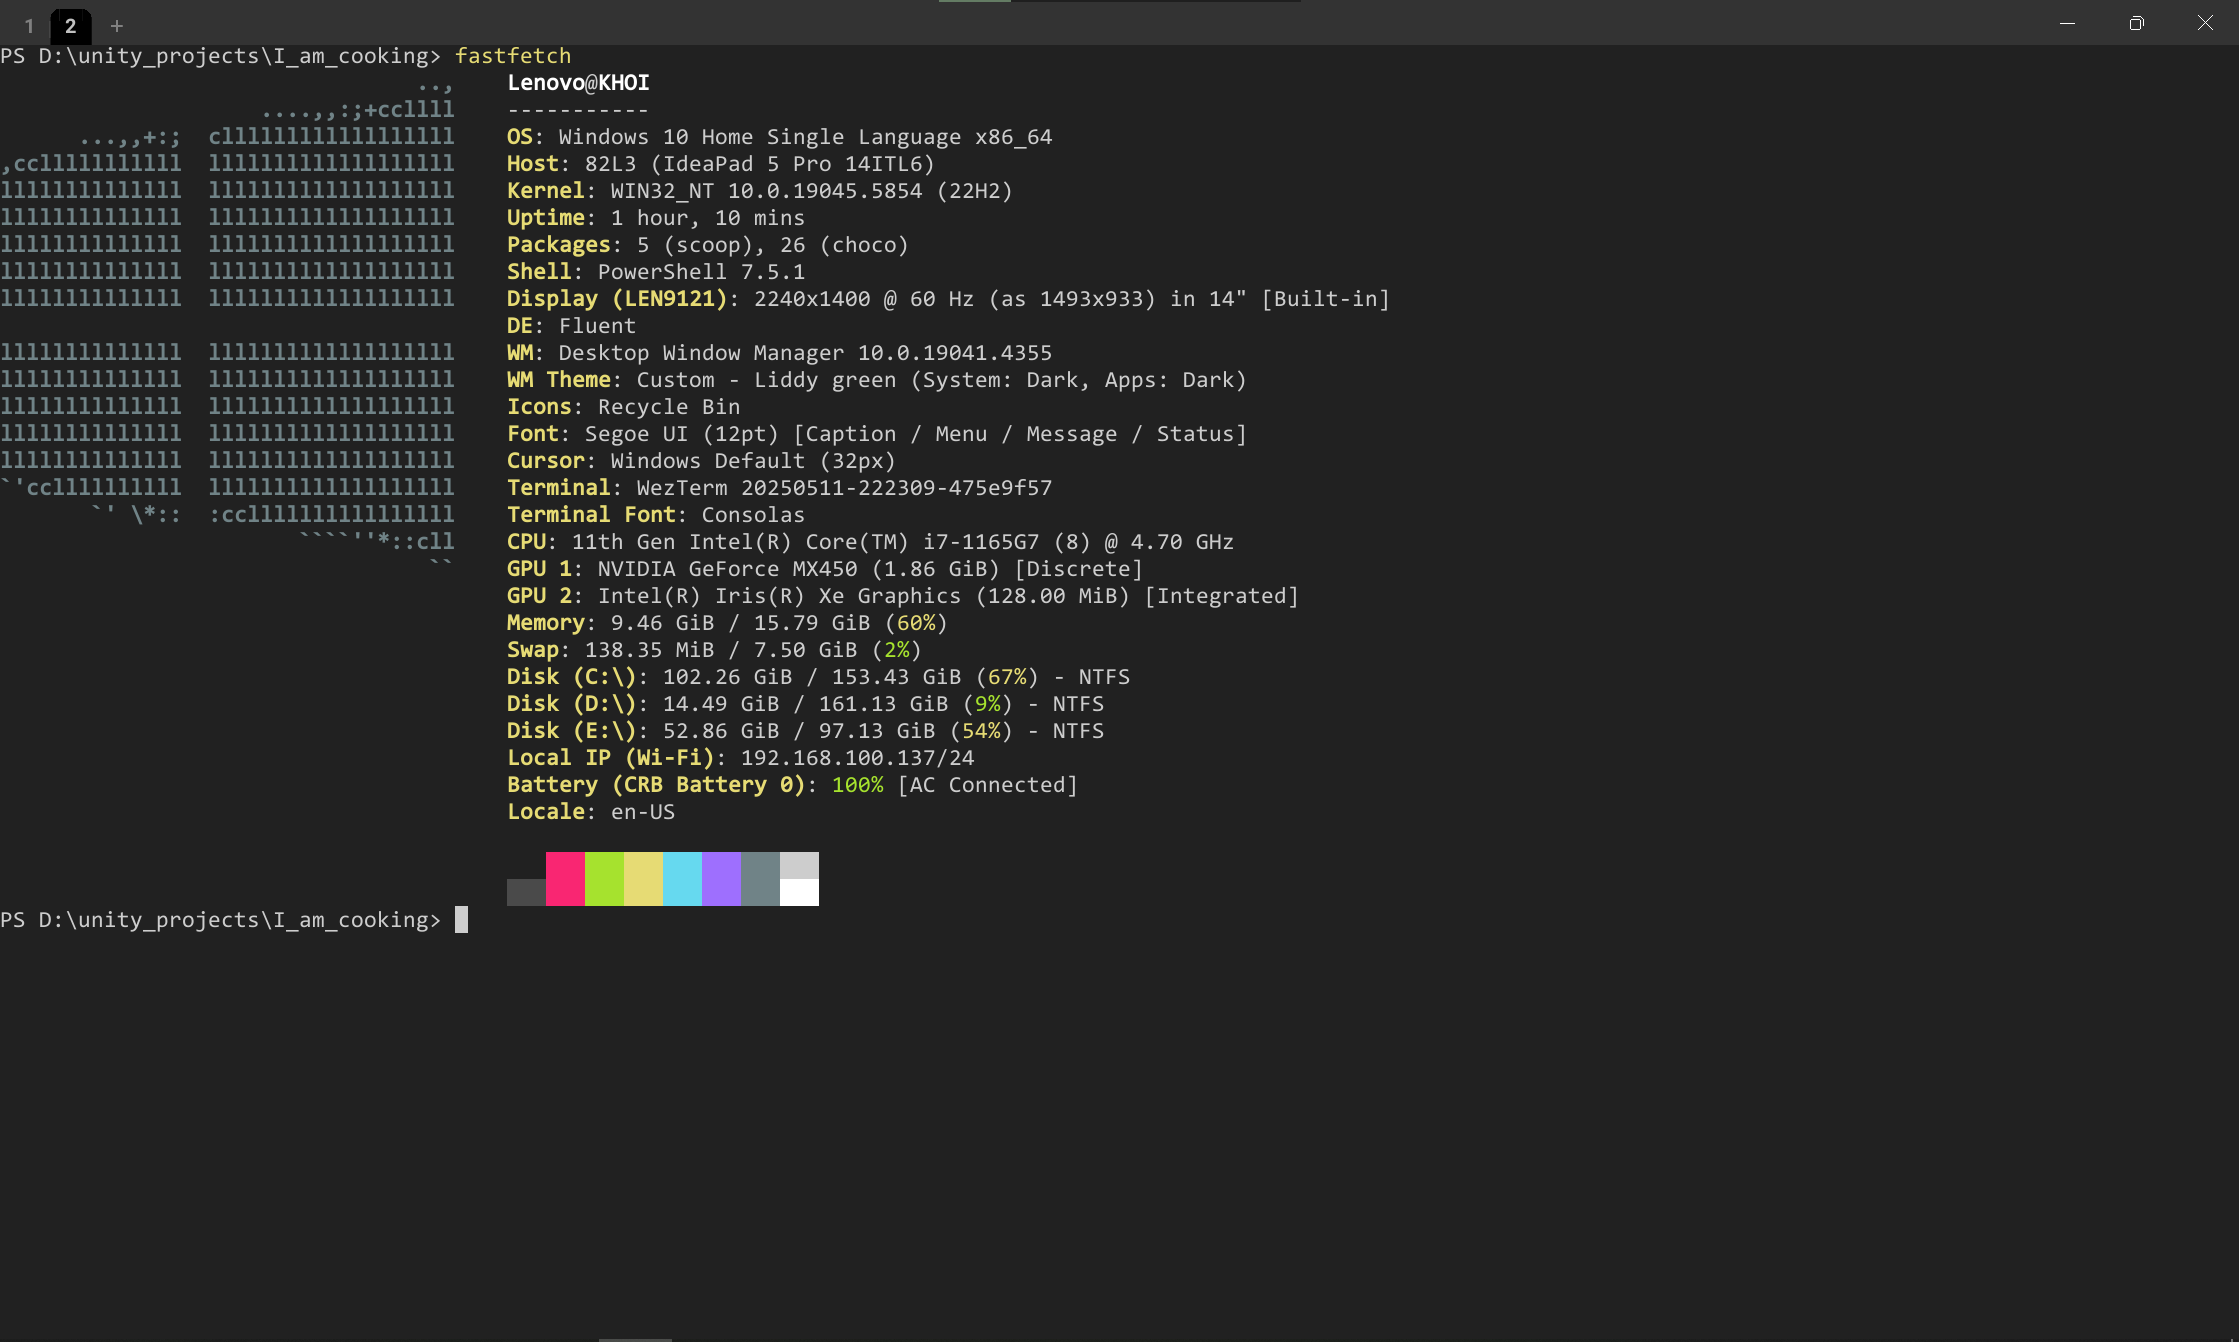 1 2 +
PS D:\unity_projects\I_am_cooking> fastfetch
                                ..,    Lenovo@KHOI
                    ....,,:;+ccllll    -----------
      ...,,+:;  cllllllllllllllllll    OS: Windows 10 Home Single Language x86_64
,cclllllllllll  lllllllllllllllllll    Host: 82L3 (IdeaPad 5 Pro 14ITL6)
llllllllllllll  lllllllllllllllllll    Kernel: WIN32_NT 10.0.19045.5854 (22H2)
llllllllllllll  lllllllllllllllllll    Uptime: 1 hour, 10 mins
llllllllllllll  lllllllllllllllllll    Packages: 5 (scoop), 26 (choco)
llllllllllllll  lllllllllllllllllll    Shell: PowerShell 7.5.1
llllllllllllll  lllllllllllllllllll    Display (LEN9121): 2240x1400 @ 60 Hz (as 1493x933) in 14" [Built-in]
                                       DE: Fluent
llllllllllllll  lllllllllllllllllll    WM: Desktop Window Manager 10.0.19041.4355
llllllllllllll  lllllllllllllllllll    WM Theme: Custom - Liddy green (System: Dark, Apps: Dark)
llllllllllllll  lllllllllllllllllll    Icons: Recycle Bin
llllllllllllll  lllllllllllllllllll    Font: Segoe UI (12pt) [Caption / Menu / Message / Status]
llllllllllllll  lllllllllllllllllll    Cursor: Windows Default (32px)
`'ccllllllllll  lllllllllllllllllll    Terminal: WezTerm 20250511-222309-475e9f57
       `' \*::  :ccllllllllllllllll    Terminal Font: Consolas
                       ````''*::cll    CPU: 11th Gen Intel(R) Core(TM) i7-1165G7 (8) @ 4.70 GHz
                                 ``    GPU 1: NVIDIA GeForce MX450 (1.86 GiB) [Discrete]
                                       GPU 2: Intel(R) Iris(R) Xe Graphics (128.00 MiB) [Integrated]
                                       Memory: 9.46 GiB / 15.79 GiB (60%)
                                       Swap: 138.35 MiB / 7.50 GiB (2%)
                                       Disk (C:\): 102.26 GiB / 153.43 GiB (67%) - NTFS
                                       Disk (D:\): 14.49 GiB / 161.13 GiB (9%) - NTFS
                                       Disk (E:\): 52.86 GiB / 97.13 GiB (54%) - NTFS
                                       Local IP (Wi-Fi): 192.168.100.137/24
                                       Battery (CRB Battery 0): 100% [AC Connected]
                                       Locale: en-US
PS D:\unity_projects\I_am_cooking>